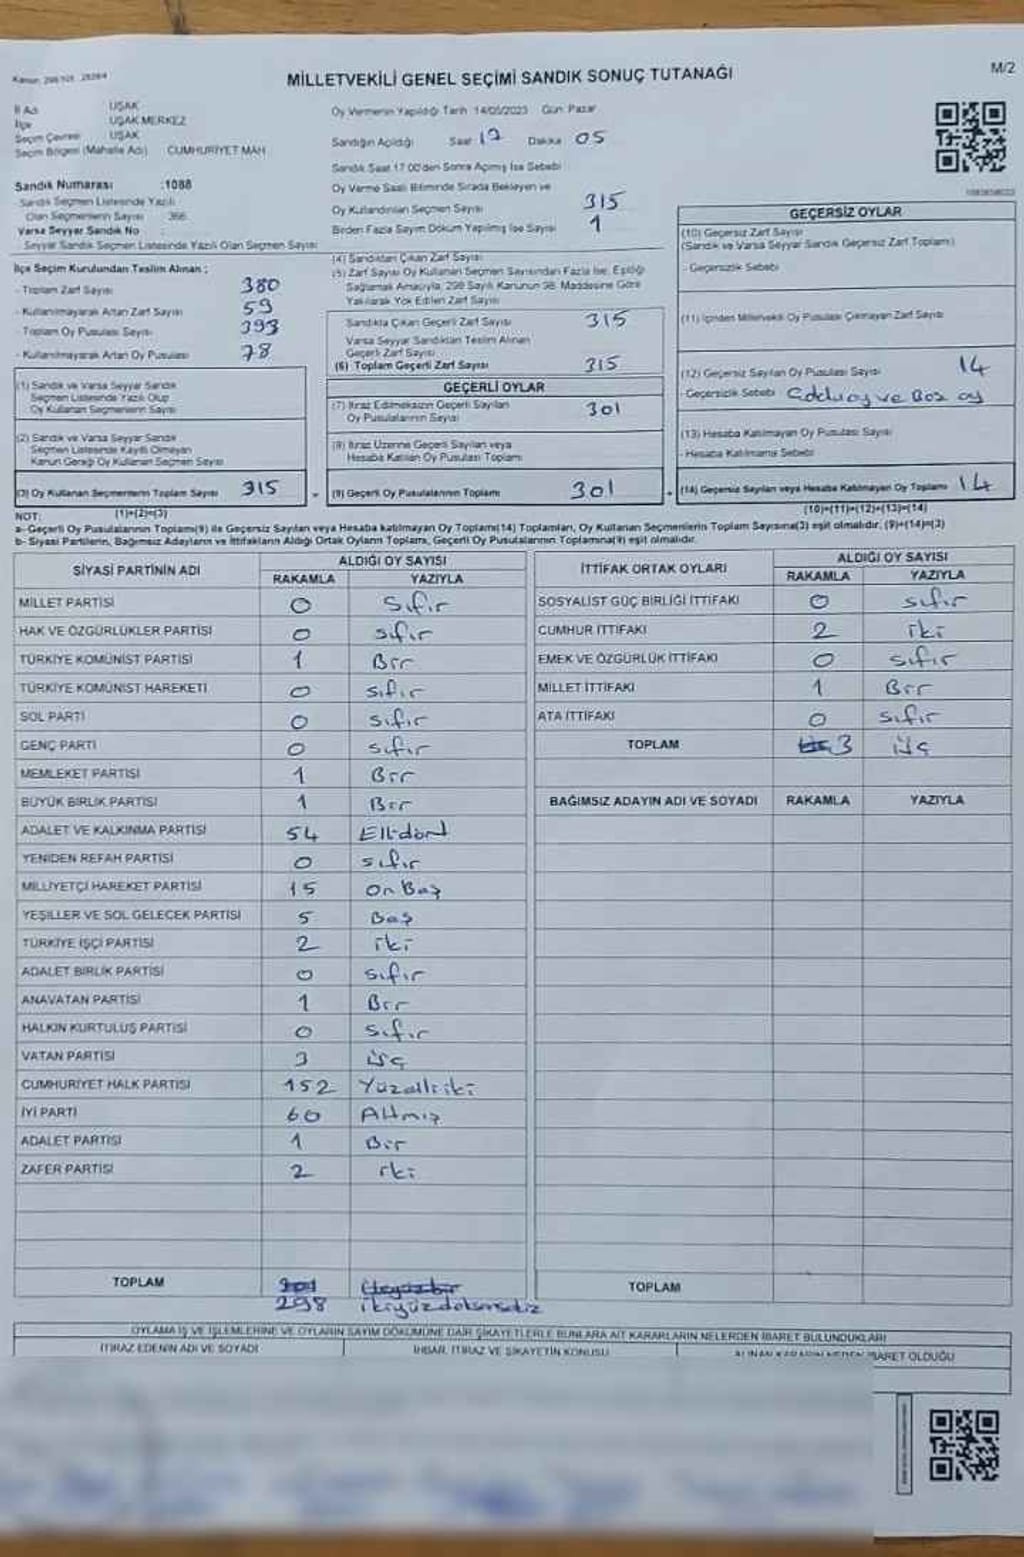 MİLLETVEKİLİ GENEL SEÇİMİ SANDIK SONUÇ TUTANAĞI
M/2
İl Adı UŞAK
İlçe UŞAK MERKEZ
Seçim Çevresi UŞAK
Seçim Bölgesi (Mahalle Adı) CUMHURİYET MAH
Sandık Numarası :1088
Sandık Seçmen Listesinde Yazılı
Olan Seçmenlerin Sayısı 366
Varsa Seyyar Sandık No
Seyyar Sandık Seçmen Listesinde Yazılı Olan Seçmen Sayısı
Oy Vermenin Yapıldığı Tarih 14/05/2023 Gün Pazar
Sandığın Açıldığı Saat 17 Dakika 05
Sandık Saat 17:00'den Sonra Açılmış İse Sebebi
Oy Verme Saati Bitiminde Sırada Bekleyen ve
Oy Kullandırılan Seçmen Sayısı 315
Birden Fazla Sayım Döküm Yapılmış İse Sayısı 1
İlçe Seçim Kurulundan Teslim Alınan ;
- Toplam Zarf Sayısı 380
- Kullanılmayarak Artan Zarf Sayısı 59
- Toplam Oy Pusulası Sayısı 393
- Kullanılmayarak Artan Oy Pusulası 78
(1) Sandık ve Varsa Seyyar Sandık
Seçmen Listesinde Yazılı Olup
Oy Kullanan Seçmenlerin Sayısı
(2) Sandık ve Varsa Seyyar Sandık
Seçmen Listesinde Kayıtlı Olmayan
Kanun Gereği Oy Kullanan Seçmen Sayısı
(3) Oy Kullanan Seçmenlerin Toplam Sayısı 315
(1)+(2)=(3)
(4) Sandıktan Çıkan Zarf Sayısı
(5) Zarf Sayısı Oy Kullanan Seçmen Sayısından Fazla İse, Eşitliği
Sağlamak Amacıyla, 298 Sayılı Kanunun 98. Maddesine Göre
Yakılarak Yok Edilen Zarf Sayısı
Sandıkta Çıkan Geçerli Zarf Sayısı 315
Varsa Seyyar Sandıktan Teslim Alınan
Geçerli Zarf Sayısı
(6) Toplam Geçerli Zarf Sayısı 315
GEÇERLİ OYLAR
(7) İtiraz Edilmeksizin Geçerli Sayılan
Oy Pusulalarının Sayısı 301
(8) İtiraz Üzerine Geçerli Sayılan veya
Hesaba Katılan Oy Pusulası Toplamı
(9) Geçerli Oy Pusulalarının Toplamı 301
GEÇERSİZ OYLAR
(10) Geçersiz Zarf Sayısı
(Sandık ve Varsa Seyyar Sandık Geçersiz Zarf Toplamı)
- Geçersizlik Sebebi
(11) İçinden Milletvekili Oy Pusulası Çıkmayan Zarf Sayısı
(12) Geçersiz Sayılan Oy Pusulası Sayısı 14
- Geçersizlik Sebebi ve Boş oy
(13) Hesaba Katılmayan Oy Pusulası Sayısı
- Hesaba Katılmama Sebebi
(14) Geçersiz Sayılan veya Hesaba Katılmayan Oy Toplamı 14
(10)+(11)+(12)+(13)=(14)
NOT:
a- Geçerli Oy Pusulalarının Toplamı(9) ile Geçersiz Sayılan veya Hesaba katılmayan Oy Toplamı(14) Toplamları, Oy Kullanan Seçmenlerin Toplam Sayısına(3) eşit olmalıdır. (9)+(14)=(3)
b- Siyasi Partilerin, Bağımsız Adayların ve İttifakların Aldığı Ortak Oyların Toplamı, Geçerli Oy Pusulalarının Toplamına(9) eşit olmalıdır.
SİYASİ PARTİNİN ADI ALDIĞI OY SAYISI
RAKAMLA YAZIYLA
MİLLET PARTİSİ 0 Sıfır
HAK VE ÖZGÜRLÜKLER PARTİSİ 0 sıfır
TÜRKİYE KOMÜNİST PARTİSİ 1 Bir
TÜRKİYE KOMÜNİST HAREKETİ 0 sıfır
SOL PARTİ 0 sıfır
GENÇ PARTİ 0 sıfır
MEMLEKET PARTİSİ 1 Bir
BÜYÜK BİRLİK PARTİSİ 1 Bir
ADALET VE KALKINMA PARTİSİ 54 Ellidört
YENİDEN REFAH PARTİSİ 0 sıfır
MİLLİYETÇİ HAREKET PARTİSİ 15 On Beş
YEŞİLLER VE SOL GELECEK PARTİSİ 5 Beş
TÜRKİYE İŞÇİ PARTİSİ 2 iki
ADALET BİRLİK PARTİSİ 0 sıfır
ANAVATAN PARTİSİ 1 Bir
HALKIN KURTULUŞ PARTİSİ 0 sıfır
VATAN PARTİSİ 3 üç
CUMHURİYET HALK PARTİSİ 152 Yüzelliiki
İYİ PARTİ 60 Altmış
ADALET PARTİSİ 1 Bir
ZAFER PARTİSİ 2 iki
TOPLAM 301 Üçyüzbir
298 ikiyüzdoksansekiz
İTTİFAK ORTAK OYLARI ALDIĞI OY SAYISI
RAKAMLA YAZIYLA
SOSYALİST GÜÇ BİRLİĞİ İTTİFAKI 0 sıfır
CUMHUR İTTİFAKI 2 iki
EMEK VE ÖZGÜRLÜK İTTİFAKI 0 sıfır
MİLLET İTTİFAKI 1 Bir
ATA İTTİFAKI 0 sıfır
TOPLAM 3 üç
BAĞIMSIZ ADAYIN ADI VE SOYADI RAKAMLA YAZIYLA
TOPLAM
OYLAMA İŞ VE İŞLEMLERİNE VE OYLARIN SAYIM DÖKÜMÜNE DAİR ŞİKAYETLERLE BUNLARA AİT KARARLARIN NELERDEN İBARET BULUNDUKLARI
İTİRAZ EDENİN ADI VE SOYADI
İHBAR, İTİRAZ VE ŞİKAYETİN KONUSU
ALINAN KARARIN NEDEN İBARET OLDUĞU